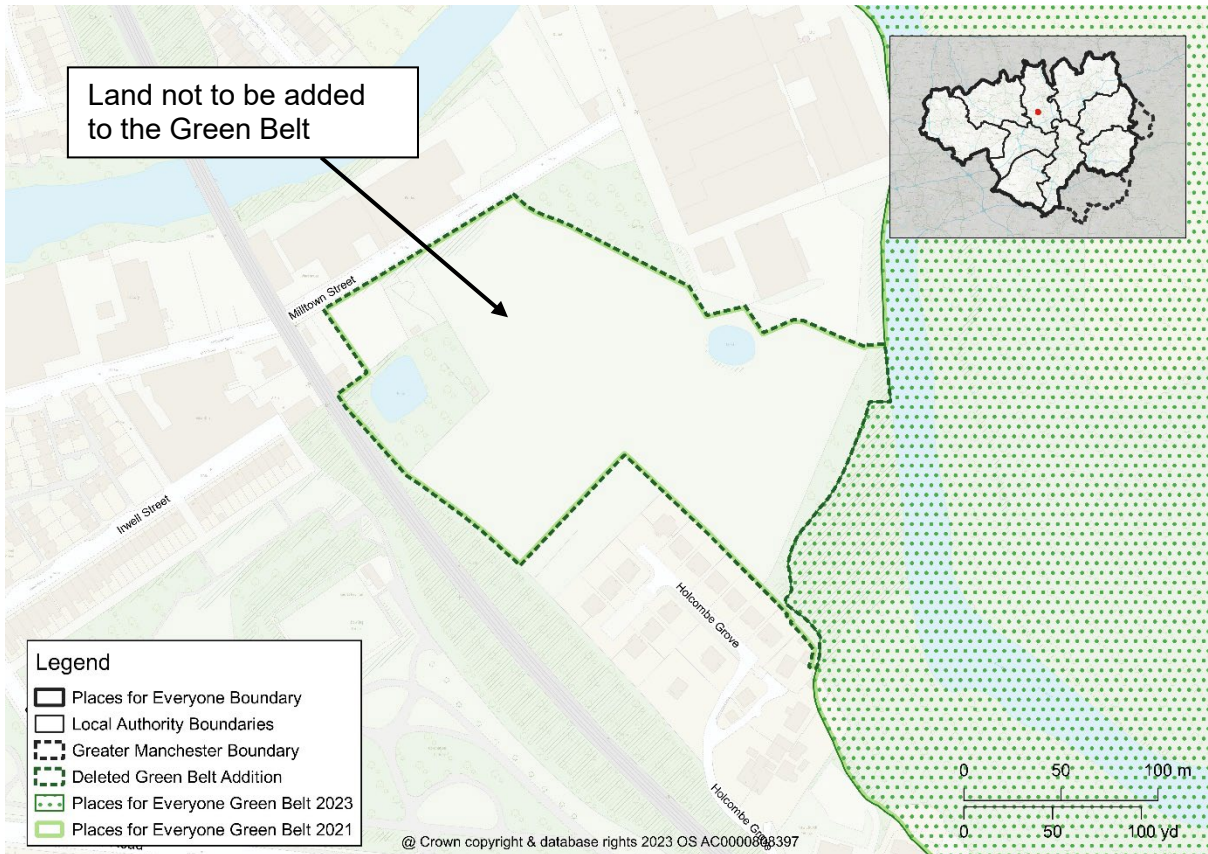 Land not to be added
to the Green Belt
Milltown Street
Irwell Street
Holcombe Grove
Holcombe Grove
Legend
Places for Everyone Boundary
Local Authority Boundaries
Greater Manchester Boundary
Deleted Green Belt Addition
Places for Everyone Green Belt 2023
Places for Everyone Green Belt 2021
0 50 100 m
0 50 100 yd
@ Crown copyright & database rights 2023 OS